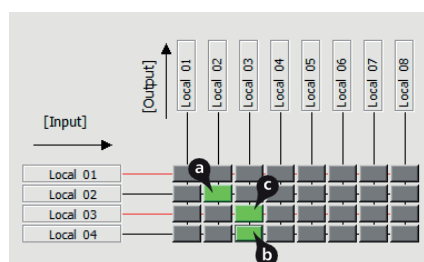 [Output]
Local 01
Local 02
Local 03
Local 04
Local 05
Local 06
Local 07
Local 08
[Input]
a
Local 01
Local 02
c
Local 03
Local 04
b